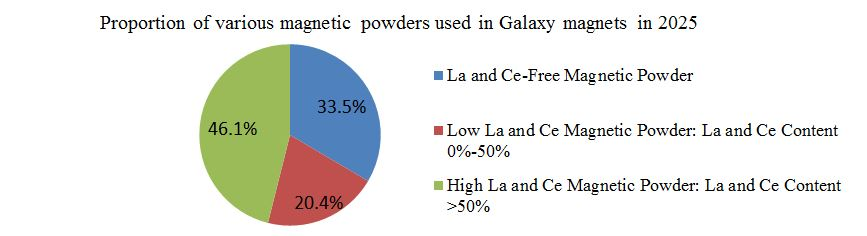 Proportion of various magnetic powders used in Galaxy magnets in 2025
33.5%
46.1%
20.4%
La and Ce-Free Magnetic Powder
Low La and Ce Magnetic Powder: La and Ce Content
0%-50%
High La and Ce Magnetic Powder: La and Ce Content
>50%